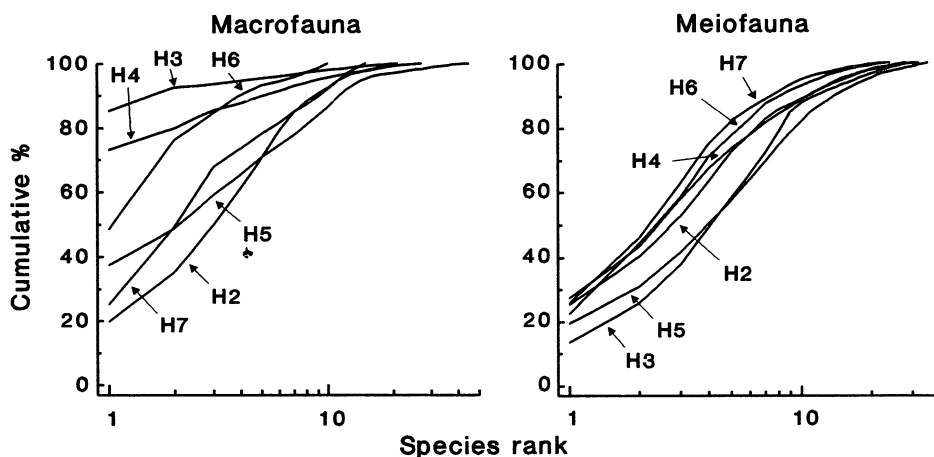 Macrofauna
Meiofauna
Cumulative %
100
80
60
40
20
0
H4
H3
H6
H5
H2
H7
1
10
100
80
60
40
20
0
H7
H6
H4
H2
H5
H3
1
10
Species rank